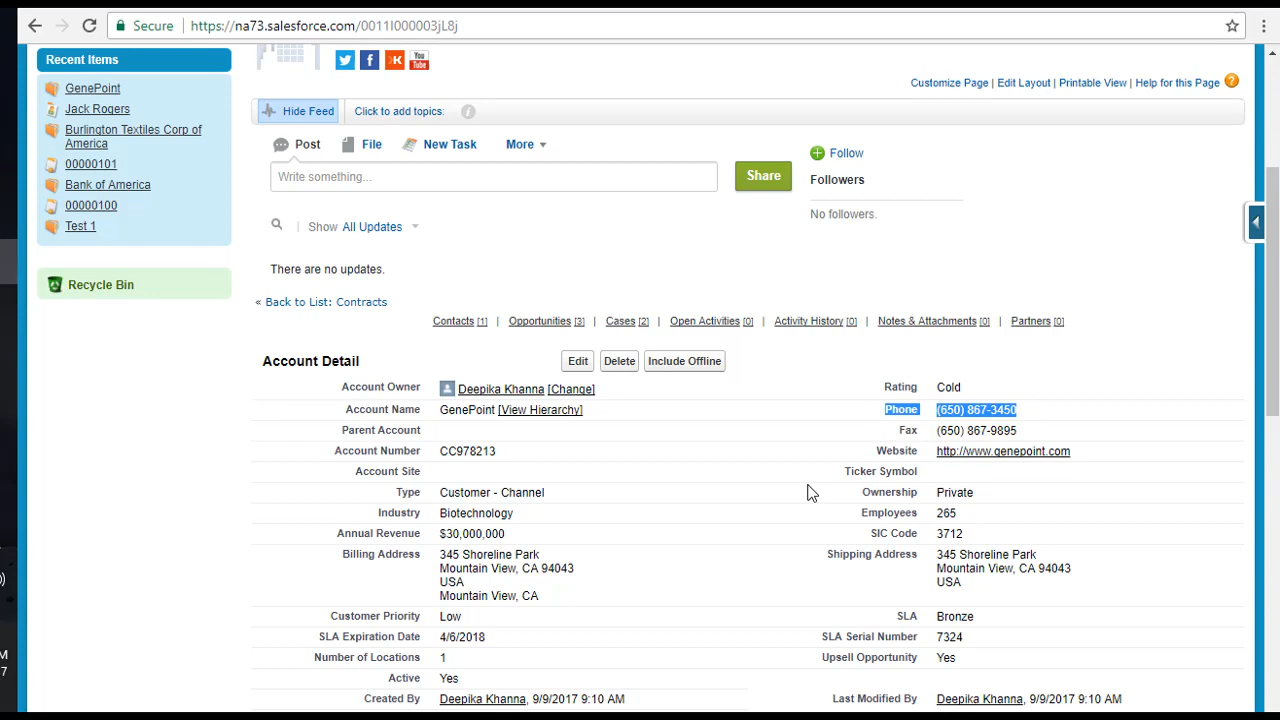 Secure
https://na73.salesforce.com/0011I000003jL8j
Recent Items
GenePoint
Jack Rogers
Burlington Textiles Corp of
America
00000101
Bank of America
00000100
Test 1
Recycle Bin
You
Tube
Customize Page | Edit Layout | Printable View | Help for this Page ?
Hide Feed
Click to add topics:
Post File New Task More
Write something...
Share
Follow
Followers
No followers.
Show All Updates
There are no updates.
« Back to List: Contracts
Contacts [1] | Opportunities [3] | Cases [2] | Open Activities [0] | Activity History [0] | Notes & Attachments [0] | Partners [0]
Account Detail Edit Delete Include Offline
Account Owner Deepika Khanna [Change] Rating Cold
Account Name GenePoint [View Hierarchy] Phone (650) 867-3450
Parent Account Fax (650) 867-9895
Account Number CC978213 Website http://www.genepoint.com
Account Site Ticker Symbol
Type Customer - Channel Ownership Private
Industry Biotechnology Employees 265
Annual Revenue $30,000,000 SIC Code 3712
Billing Address 345 Shoreline Park Shipping Address 345 Shoreline Park
Mountain View, CA 94043 Mountain View, CA 94043
USA USA
Mountain View, CA
Customer Priority Low SLA Bronze
SLA Expiration Date 4/6/2018 SLA Serial Number 7324
Number of Locations 1 Upsell Opportunity Yes
Active Yes
Created By Deepika Khanna, 9/9/2017 9:10 AM Last Modified By Deepika Khanna, 9/9/2017 9:10 AM
M
7